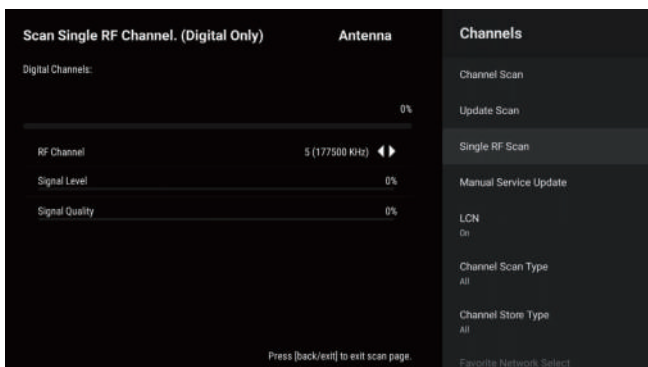 Scan Single RF Channel. (Digital Only) Antenna
Digital Channels:
0%
RF Channel 5 (177500 KHz)
Signal Level 0%
Signal Quality 0%
Press [back/exit] to exit scan page.
Channels
Channel Scan
Update Scan
Single RF Scan
Manual Service Update
LCN
On
Channel Scan Type
All
Channel Store Type
All
Favorite Network Select